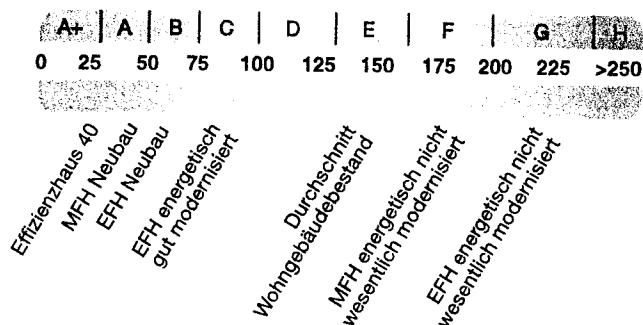 A+ | A | B | C | D | E | F | G | H
0 25 50 75 100 125 150 175 200 225 >250
Effizienzhaus 40
MFH Neubau
EFH Neubau
EFH energetisch
gut modernisiert
Durchschnitt
Wohngebäudebestand
MFH energetisch nicht
wesentlich modernisiert
EFH energetisch nicht
wesentlich modernisiert